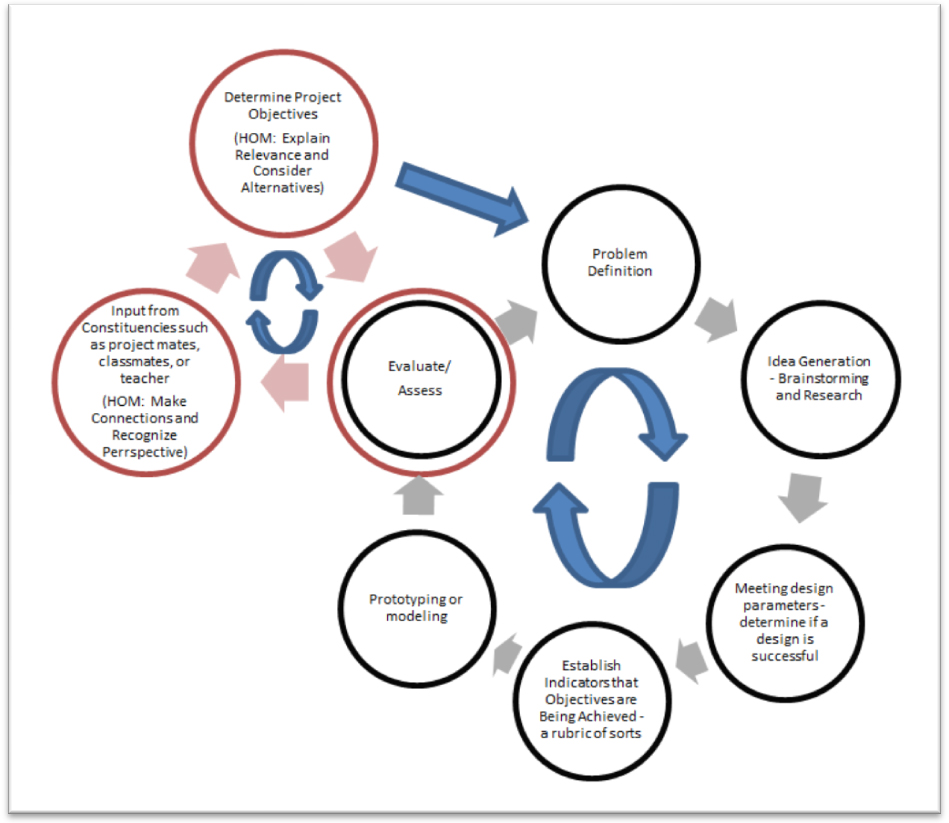 Determine Project
Objectives
(HOM: Explain
Relevance and
Consider
Alternatives)
Problem
Definition
Input from
Constituencies such
as project mates,
classmates, or
teacher
(HOM: Make
Connections and
Recognize
Perrspective)
Evaluate/
Assess
Idea Generation
- Brainstorming
and Research
Prototyping or
modeling
Meeting design
parameters-
determine if a
design is
successful
Establish
Indicators that
Objectives are
Being Achieved -
a rubric of sorts